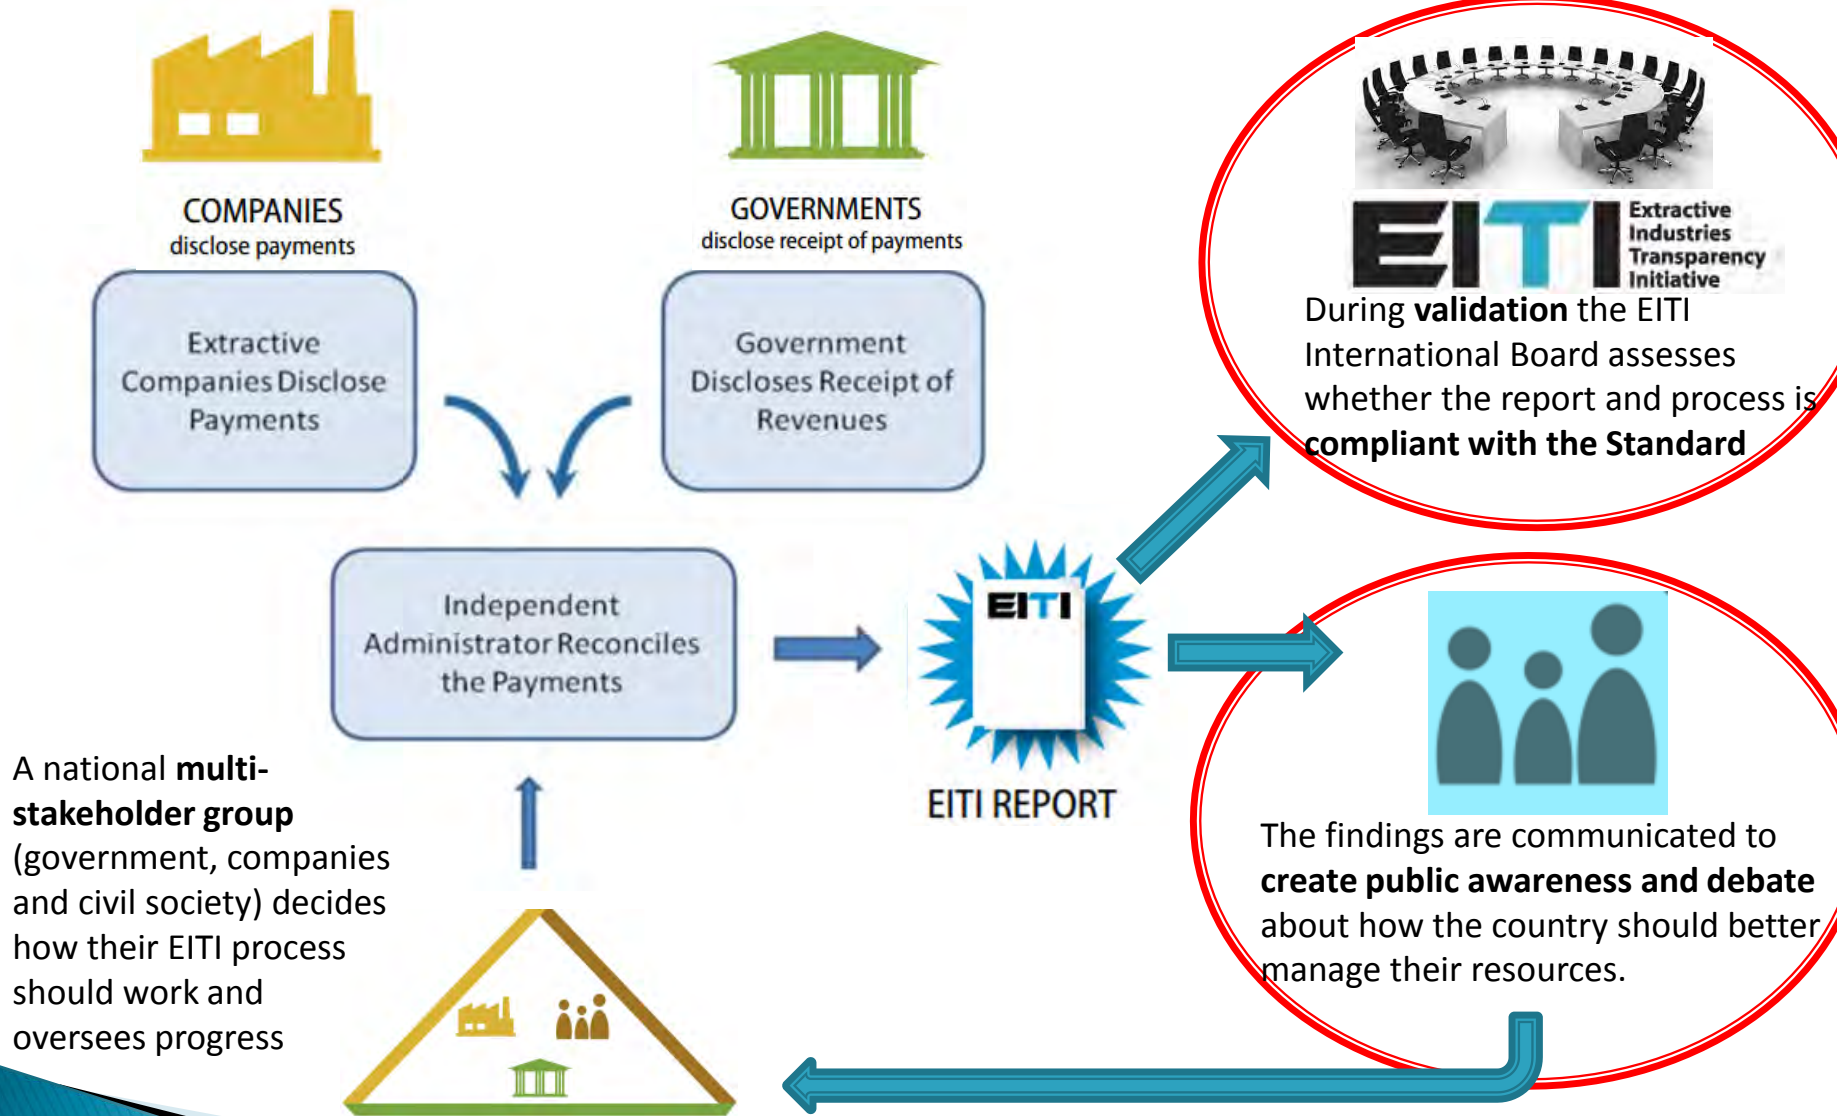 COMPANIES
disclose payments
GOVERNMENTS
disclose receipt of payments
Extractive
Companies Disclose
Payments
Government
Discloses Receipt of
Revenues
Independent
Administrator Reconciles
the Payments
EITI
EITI REPORT
A national multi-
stakeholder group
(government, companies
and civil society) decides
how their EITI process
should work and
oversees progress
EITI
Extractive
Industries
Transparency
Initiative
During validation the EITI
International Board assesses
whether the report and process is
compliant with the Standard
The findings are communicated to
create public awareness and debate
about how the country should better
manage their resources.